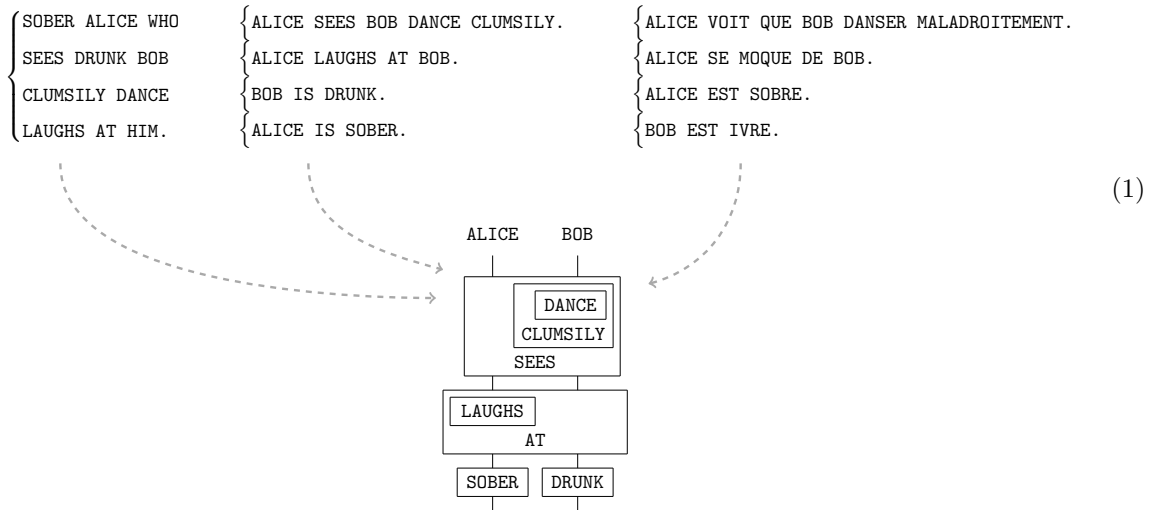 SOBER ALICE WHO
SEES DRUNK BOB
CLUMSILY DANCE
LAUGHS AT HIM.
ALICE SEES BOB DANCE CLUMSILY.
ALICE LAUGHS AT BOB.
BOB IS DRUNK.
ALICE IS SOBER.
ALICE VOIT QUE BOB DANSER MALADROITEMENT.
ALICE SE MOQUE DE BOB.
ALICE EST SOBRE.
BOB EST IVRE.
(1)
ALICE BOB
DANCE
CLUMSILY
SEES
LAUGHS
AT
SOBER DRUNK